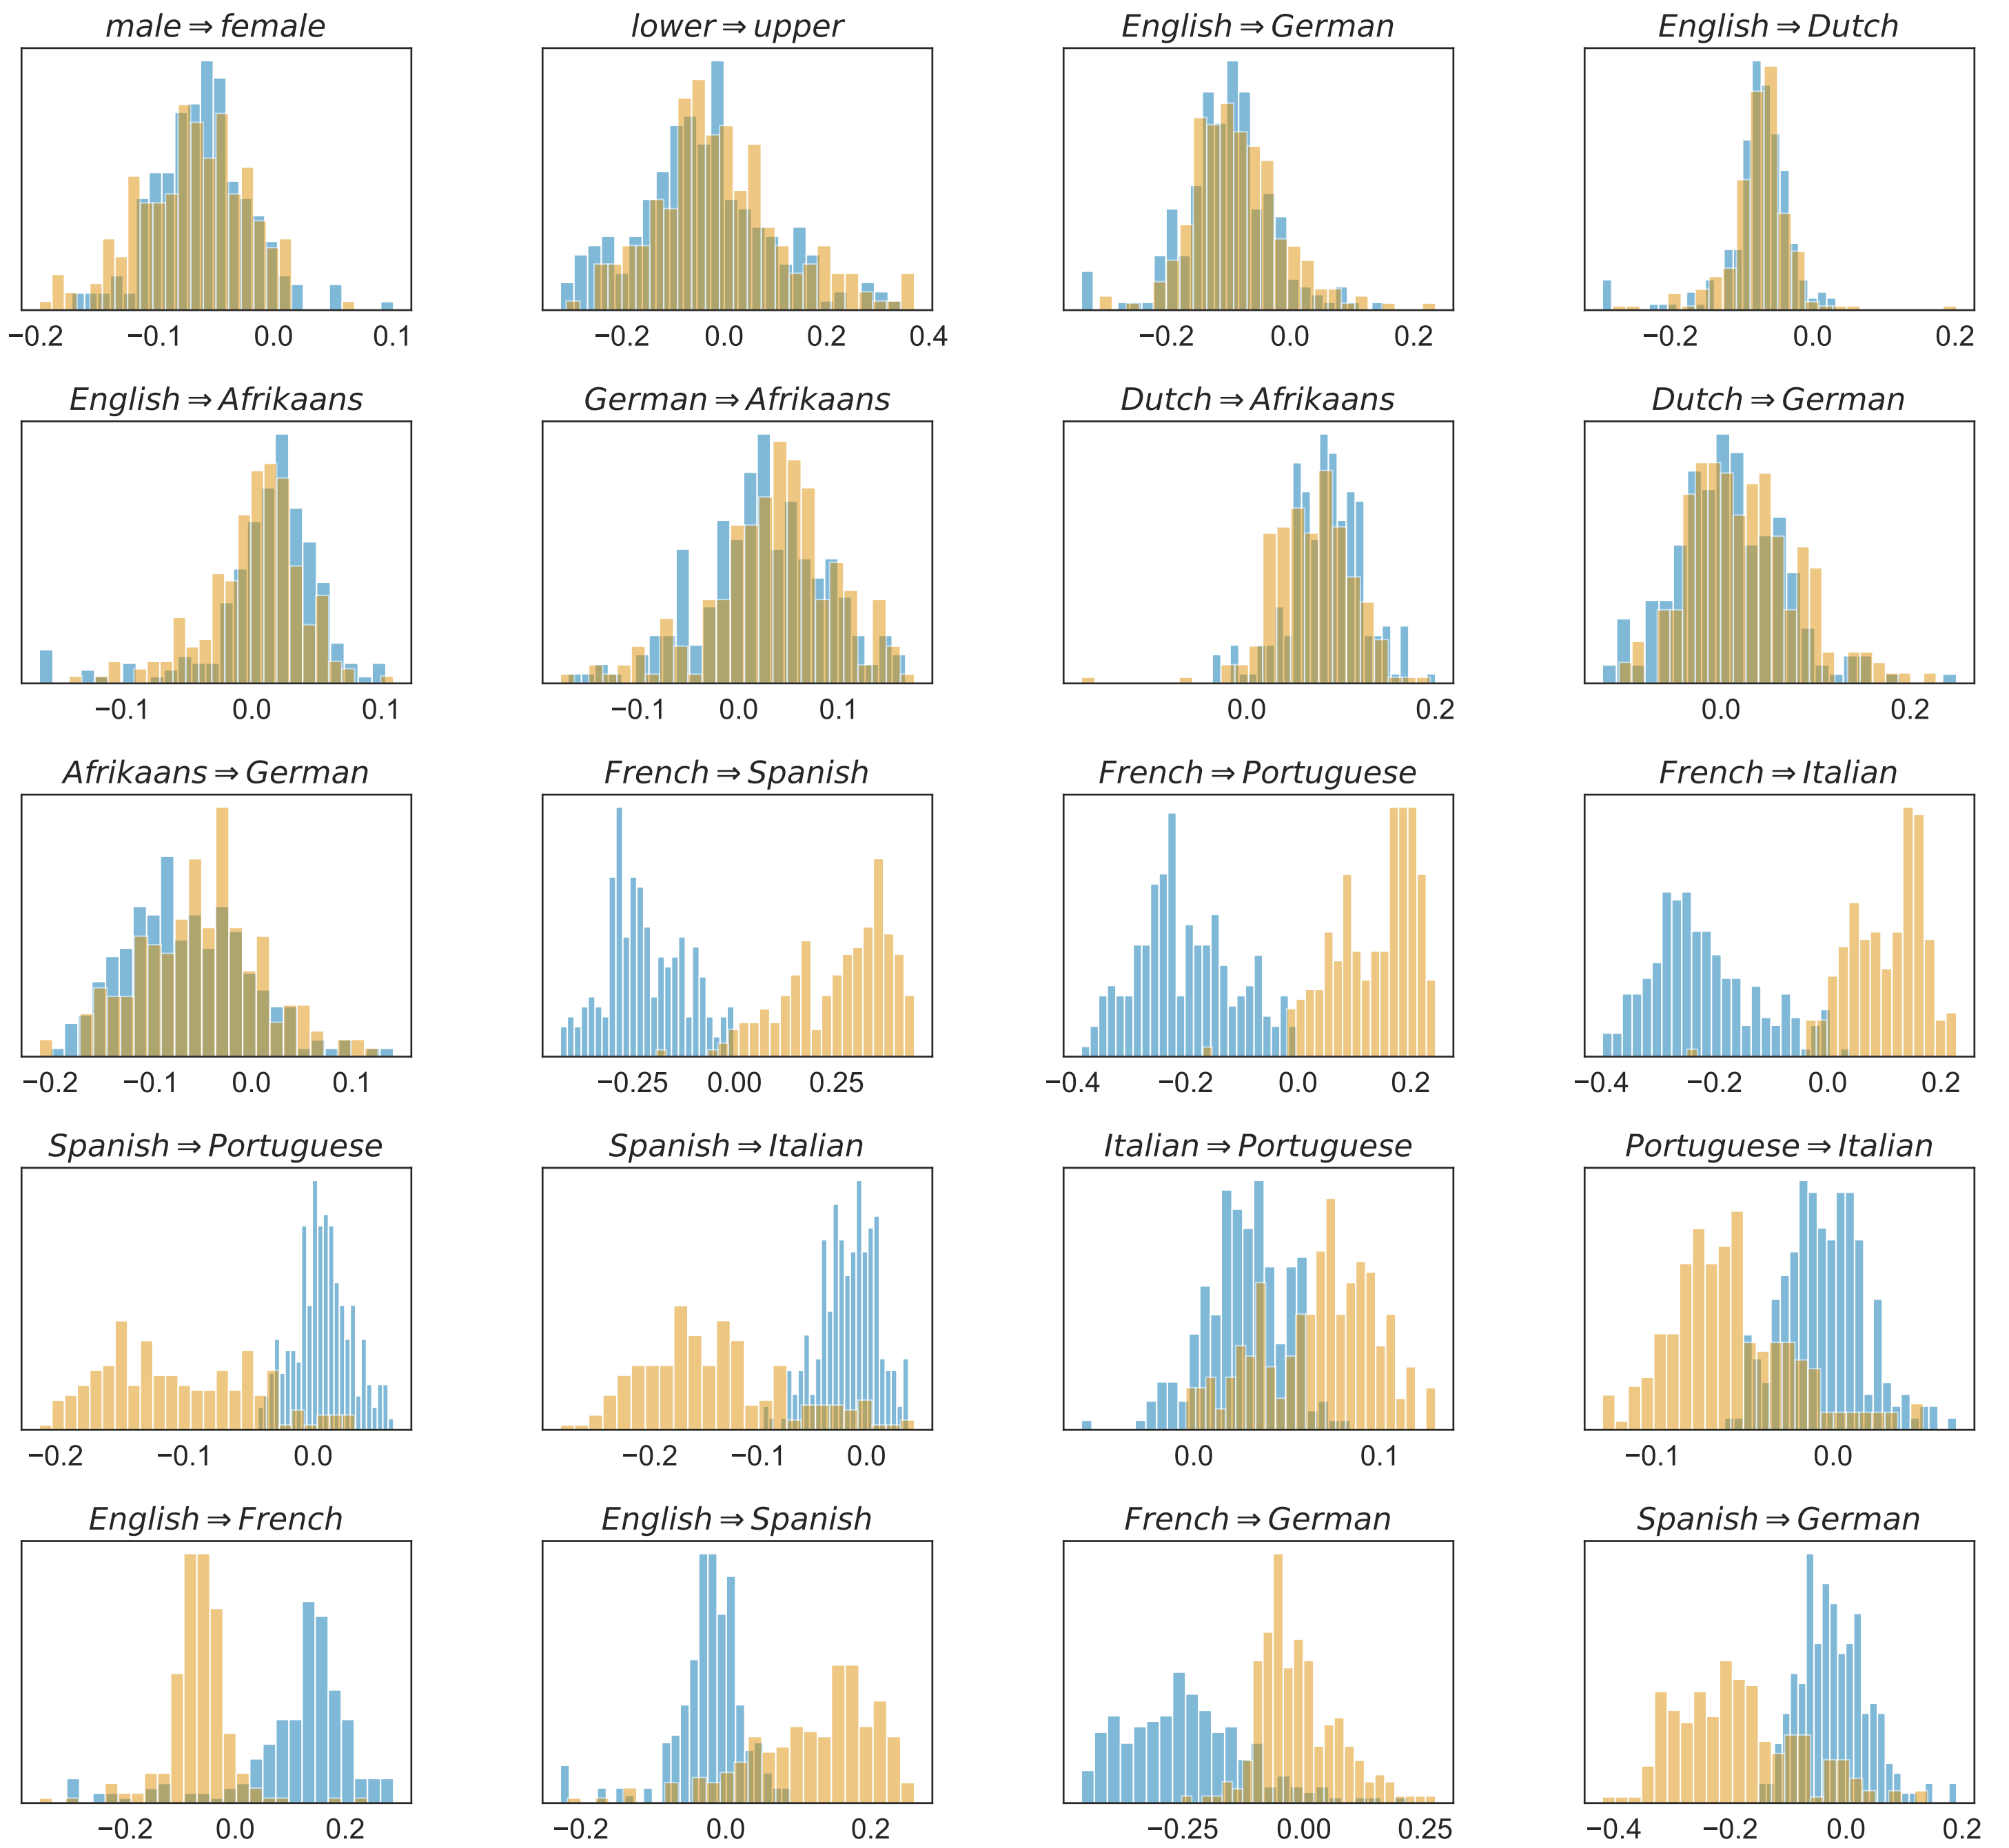 male ⇒ female
lower ⇒ upper
English ⇒ German
English ⇒ Dutch
−0.2 −0.1 0.0 0.1
−0.2 0.0 0.2 0.4
−0.2 0.0 0.2
−0.2 0.0 0.2
English ⇒ Afrikaans
German ⇒ Afrikaans
Dutch ⇒ Afrikaans
Dutch ⇒ German
−0.1 0.0 0.1
−0.1 0.0 0.1
0.0 0.2
0.0 0.2
Afrikaans ⇒ German
French ⇒ Spanish
French ⇒ Portuguese
French ⇒ Italian
−0.2 −0.1 0.0 0.1
−0.25 0.00 0.25
−0.4 −0.2 0.0 0.2
−0.4 −0.2 0.0 0.2
Spanish ⇒ Portuguese
Spanish ⇒ Italian
Italian ⇒ Portuguese
Portuguese ⇒ Italian
−0.2 −0.1 0.0
−0.2 −0.1 0.0
0.0 0.1
−0.1 0.0
English ⇒ French
English ⇒ Spanish
French ⇒ German
Spanish ⇒ German
−0.2 0.0 0.2
−0.2 0.0 0.2
−0.25 0.00 0.25
−0.4 −0.2 0.0 0.2